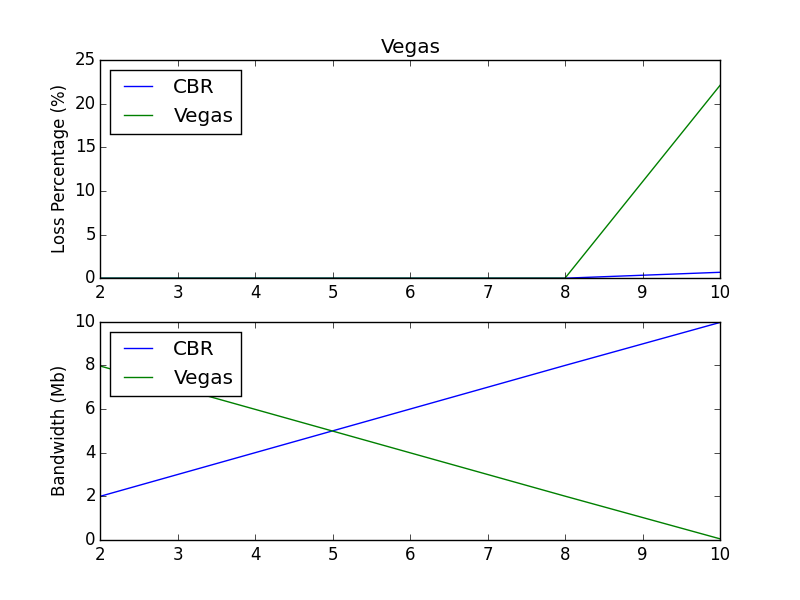 Vegas
Loss Percentage (%)
25
20
15
10
5
0
CBR
Vegas
2 3 4 5 6 7 8 9 10
Bandwidth (Mb)
10
8
6
4
2
0
CBR
Vegas
2 3 4 5 6 7 8 9 10